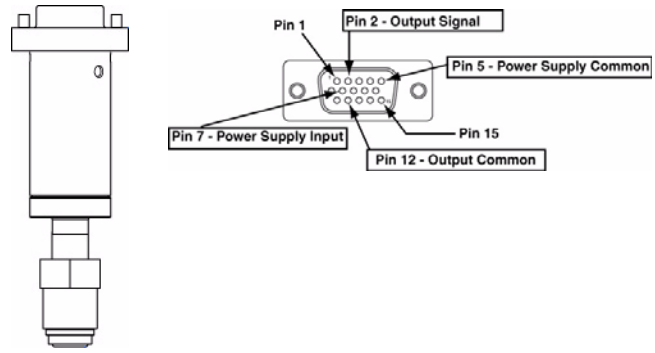 Pin 1
Pin 2 - Output Signal
Pin 5 - Power Supply Common
Pin 7 - Power Supply Input
Pin 15
Pin 12 - Output Common